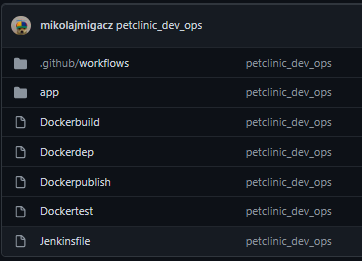 mikolajmigacz petclinic_dev_ops
.github/workflows petclinic_dev_ops
app petclinic_dev_ops
Dockerbuild petclinic_dev_ops
Dockerdep petclinic_dev_ops
Dockerpublish petclinic_dev_ops
Dockertest petclinic_dev_ops
Jenkinsfile petclinic_dev_ops